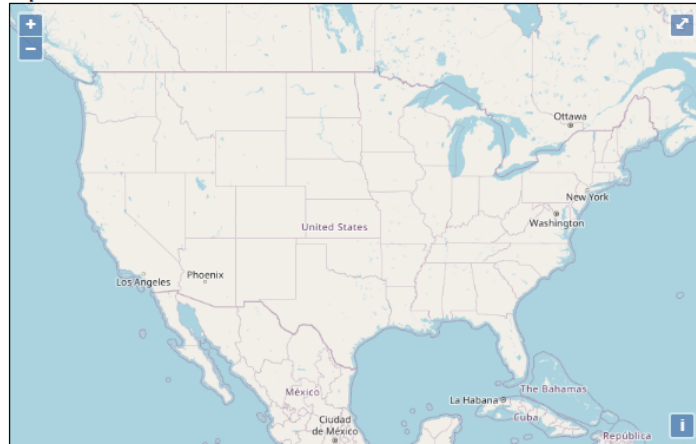 +
−
Ottawa
New York
Washington
United States
Los Angeles
Phoenix
La Habana
The Bahamas
México
Cuba
Ciudad
de México
República
i